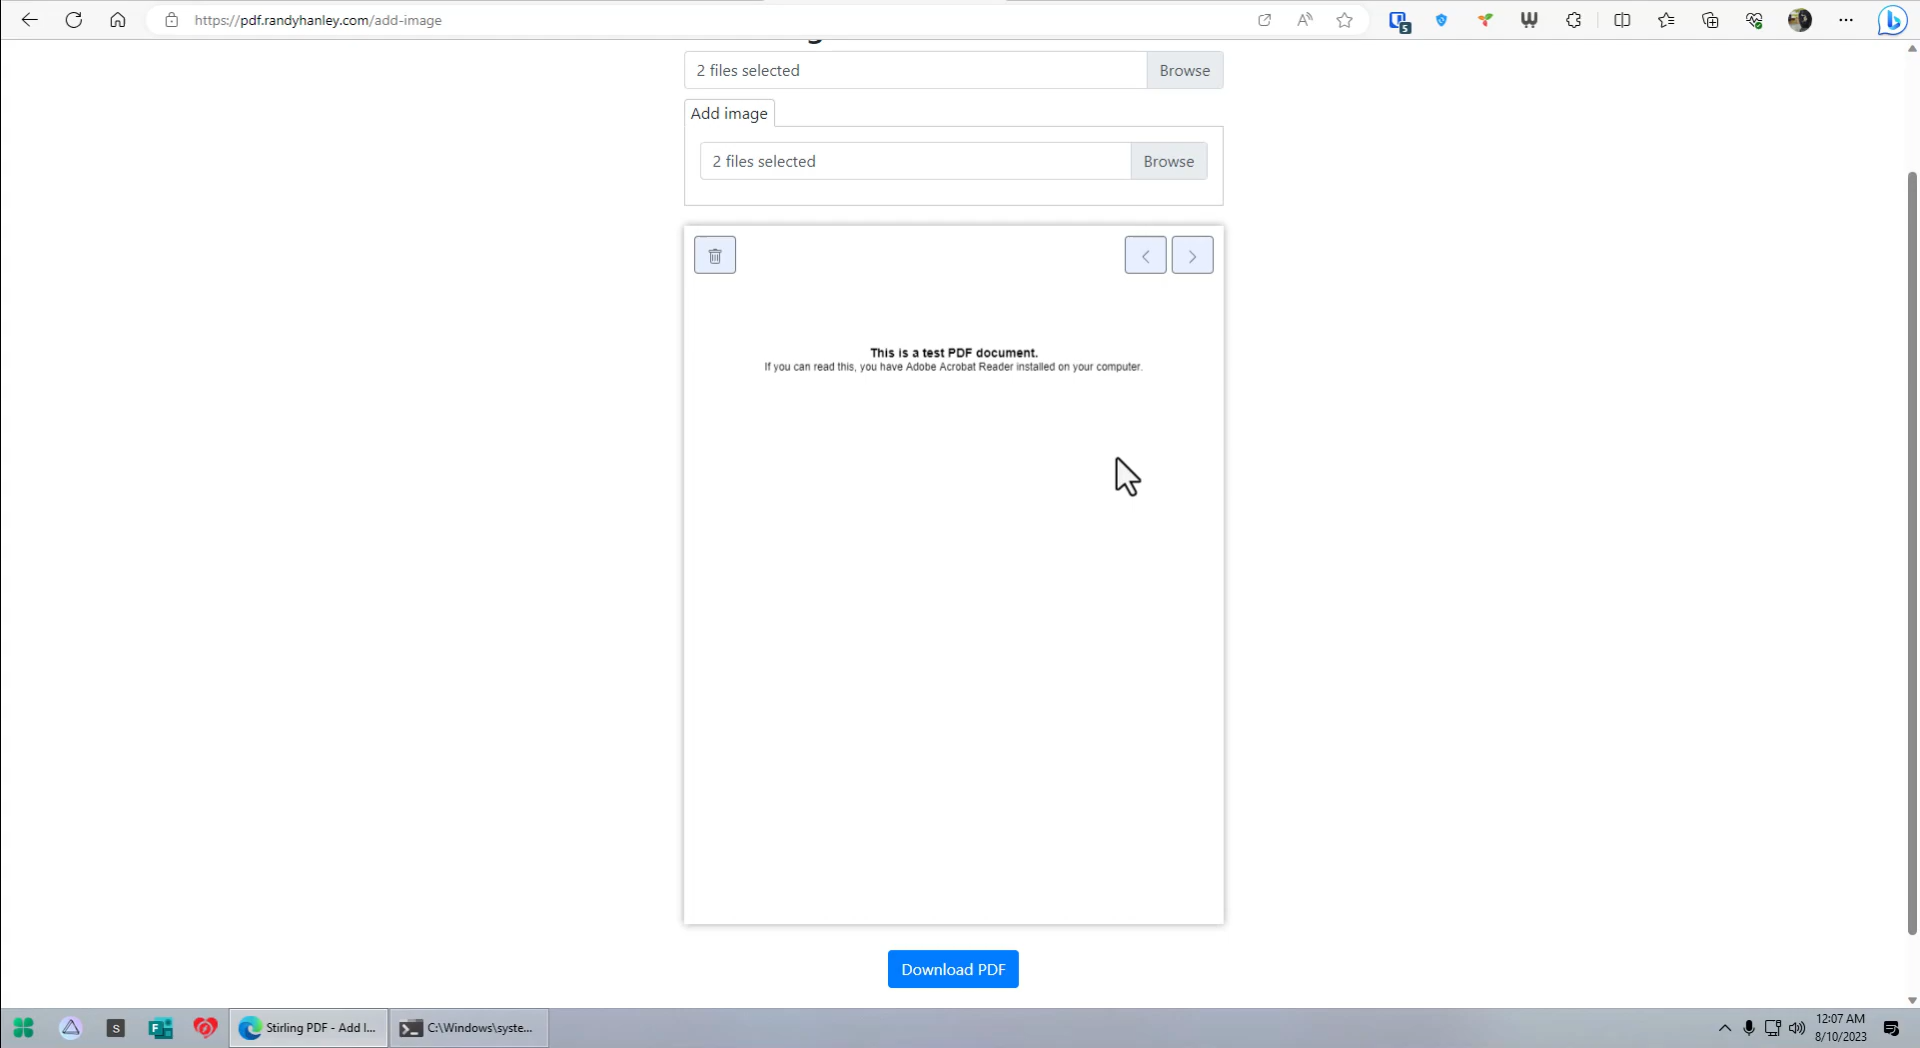 https://pdf.randyhanley.com/add-image
2 files selected
Browse
Add image
2 files selected
Browse
This is a test PDF document.
If you can read this, you have Adobe Acrobat Reader installed on your computer.
Download PDF
Stirling PDF - Add I...
C:\Windows\syste...
12:07 AM
8/10/2023